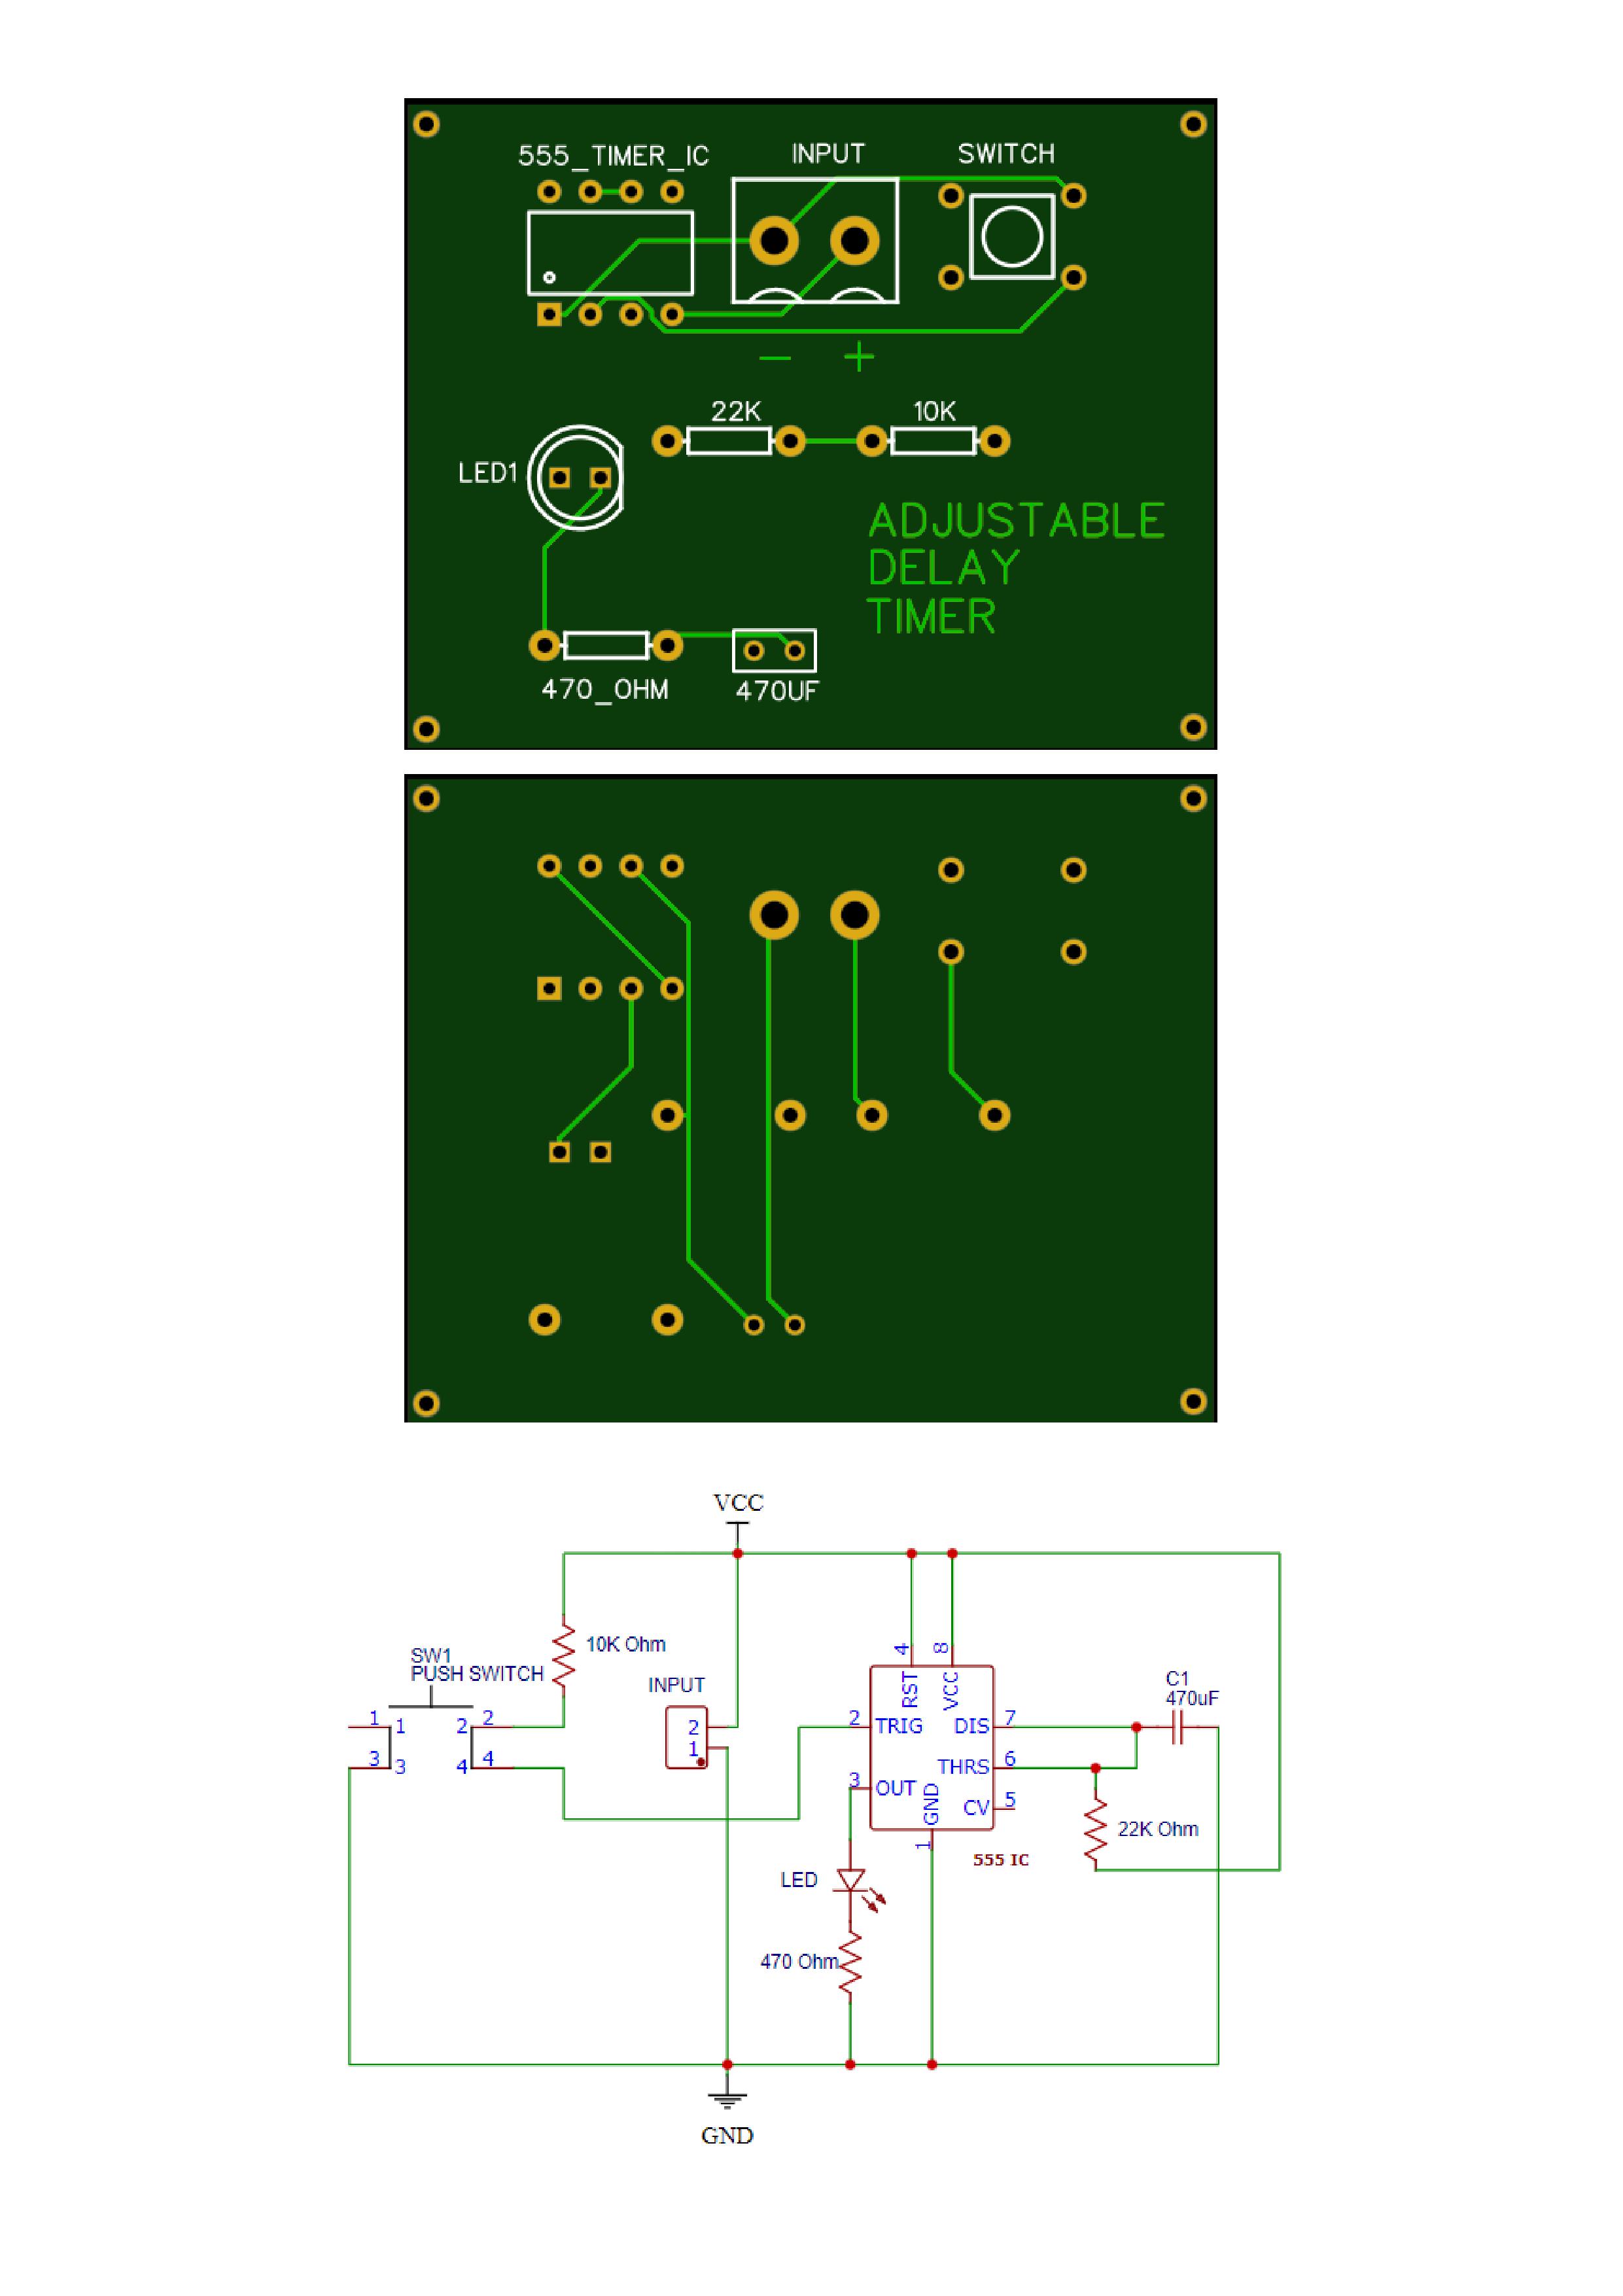 555_TIMER_IC INPUT SWITCH
− +
22K 10K
LED1
ADJUSTABLE
DELAY
TIMER
470_OHM 470UF
VCC
10K Ohm
SW1
PUSH SWITCH
INPUT
1 1 2 2
3 3 4 4
2
1
4 8
RST VCC
2 TRIG DIS 7
THRS 6
3 OUT
GND CV 5
1
555 IC
C1
470uF
22K Ohm
LED
470 Ohm
GND